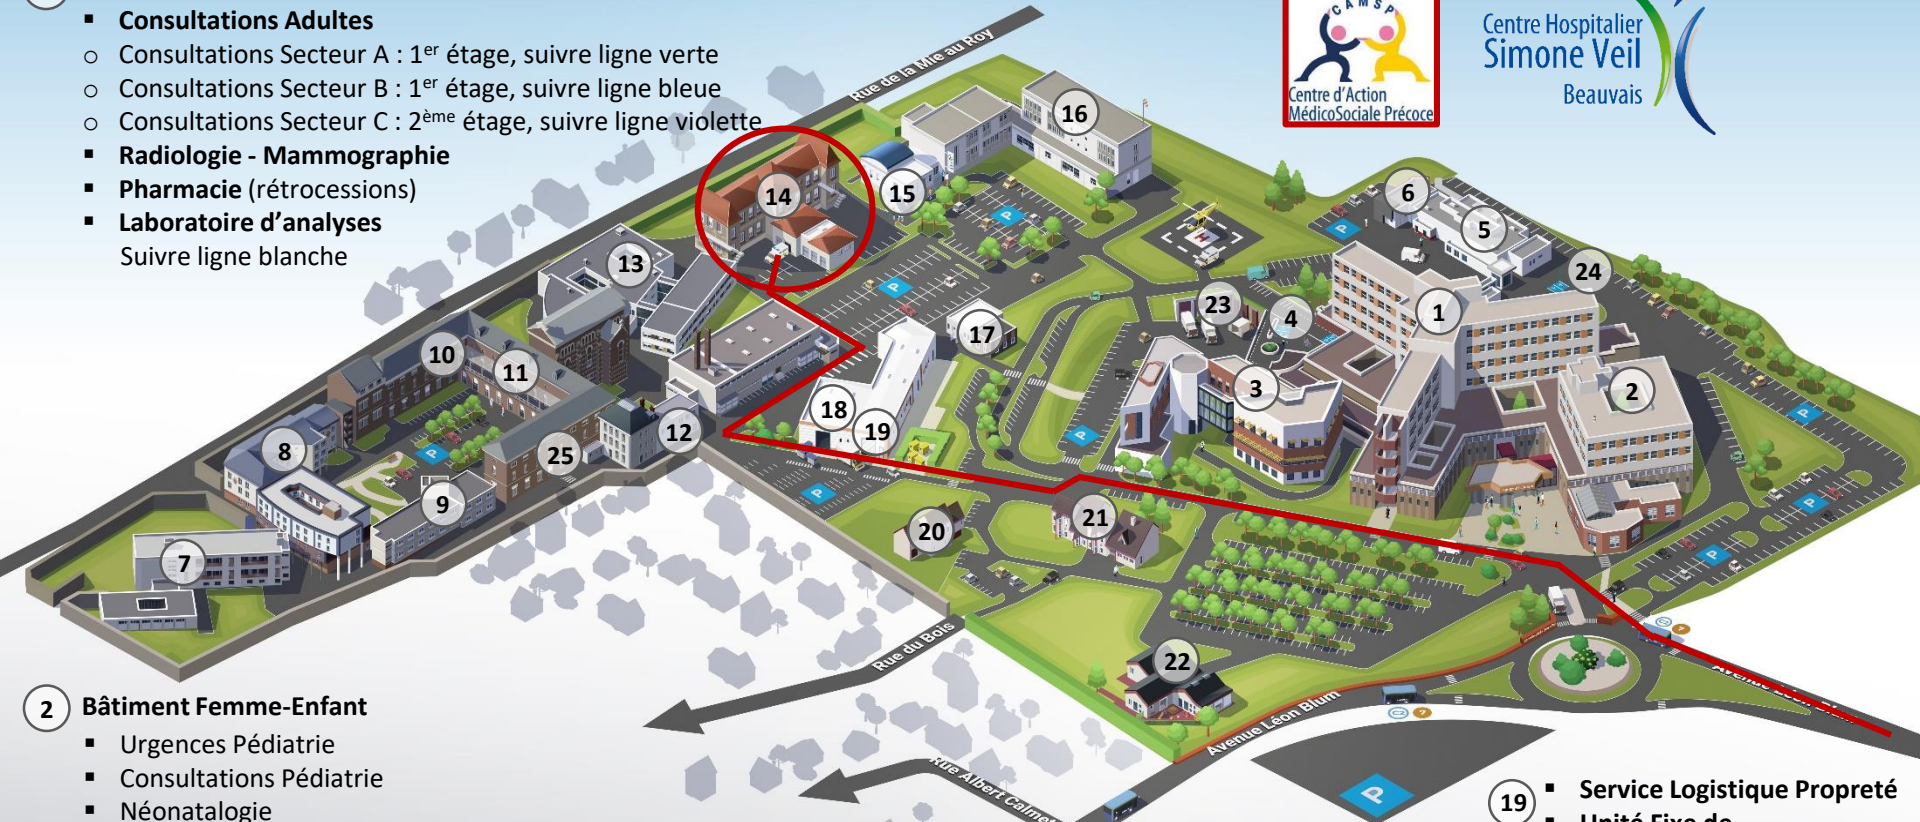 Consultations Adultes
Consultations Secteur A : 1er étage, suivre ligne verte
Consultations Secteur B : 1er étage, suivre ligne bleue
Consultations Secteur C : 2ème étage, suivre ligne violette
Radiologie - Mammographie
Pharmacie (rétrocessions)
Laboratoire d’analyses
Suivre ligne blanche
CAMSP
Centre d'Action
MédicoSociale Précoce
Centre Hospitalier
Simone Veil
Beauvais
Rue de la Mie au Roy
16
14
15
6
5
13
24
1
23
4
17
10
11
3
2
18
19
12
8
25
9
20
21
7
22
P
P
P
P
P
P
P
P
P
P
H
Rue du Bois
Avenue Léon Blum
Rue Albert
Avenue
2 Bâtiment Femme-Enfant
Urgences Pédiatrie
Consultations Pédiatrie
Néonatalogie
19 Service Logistique Propreté
Unité Fixe de